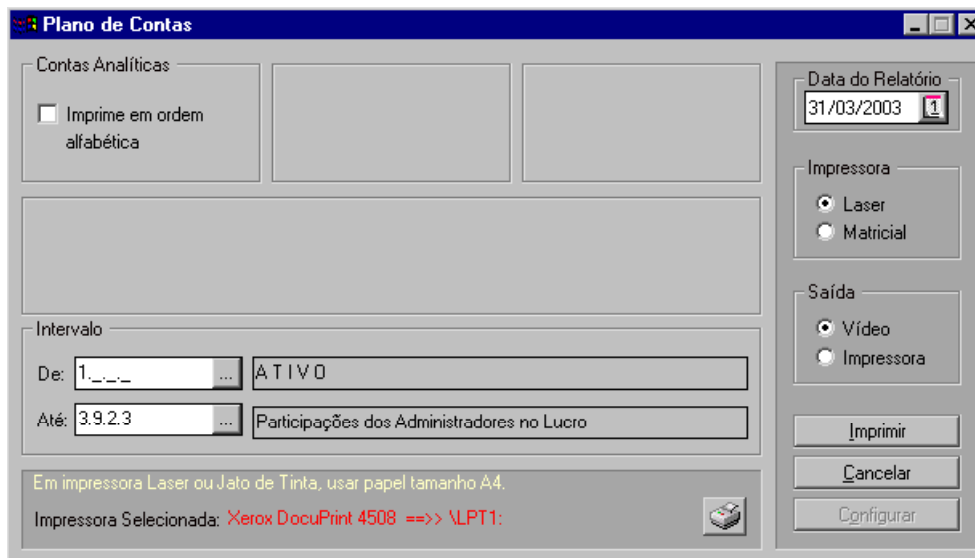 Plano de Contas
Contas Analíticas
Imprime em ordem
alfabética
Data do Relatório
31/03/2003 1
Impressora
Laser
Matricial
Saída
Vídeo
Impressora
Intervalo
De: 1._._._ ... A T I V O
Até: 3.9.2.3 ... Participações dos Administradores no Lucro
Imprimir
Cancelar
Configurar
Em impressora Laser ou Jato de Tinta, usar papel tamanho A4.
Impressora Selecionada: Xerox DocuPrint 4508 ==>> \LPT1: